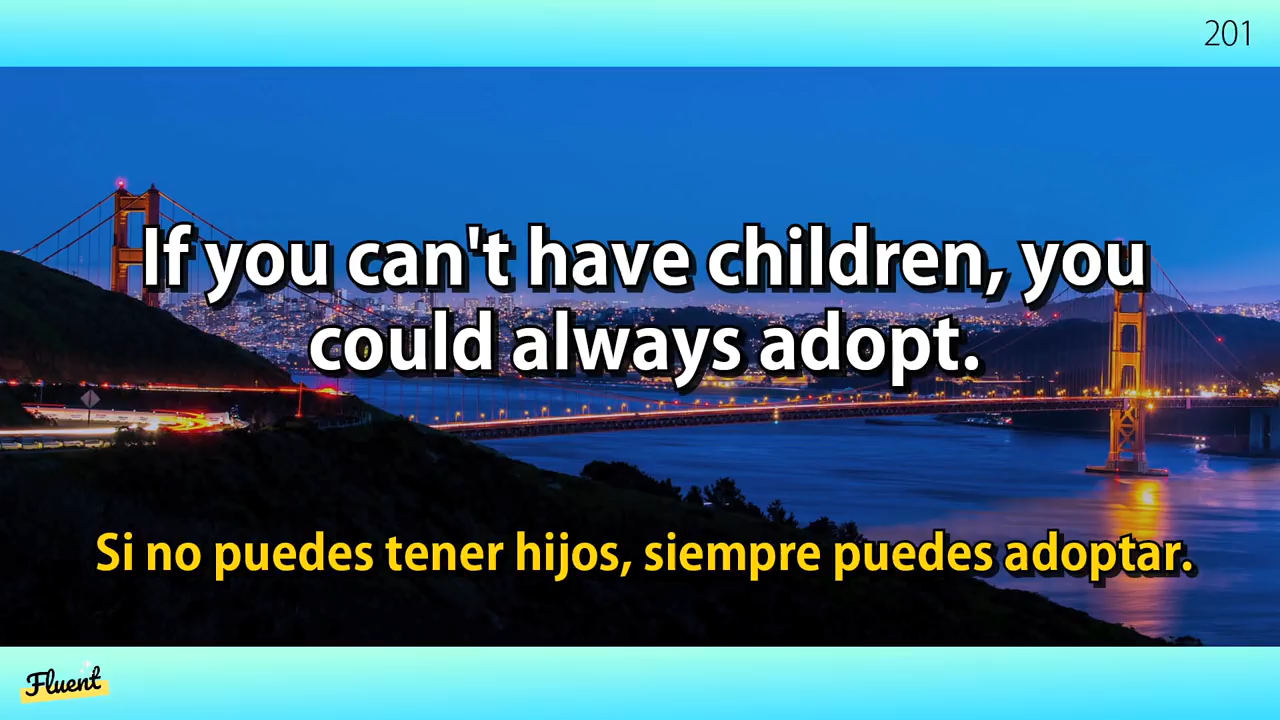 201
If you can't have children, you
could always adopt.
Si no puedes tener hijos, siempre puedes adoptar.
Fluent